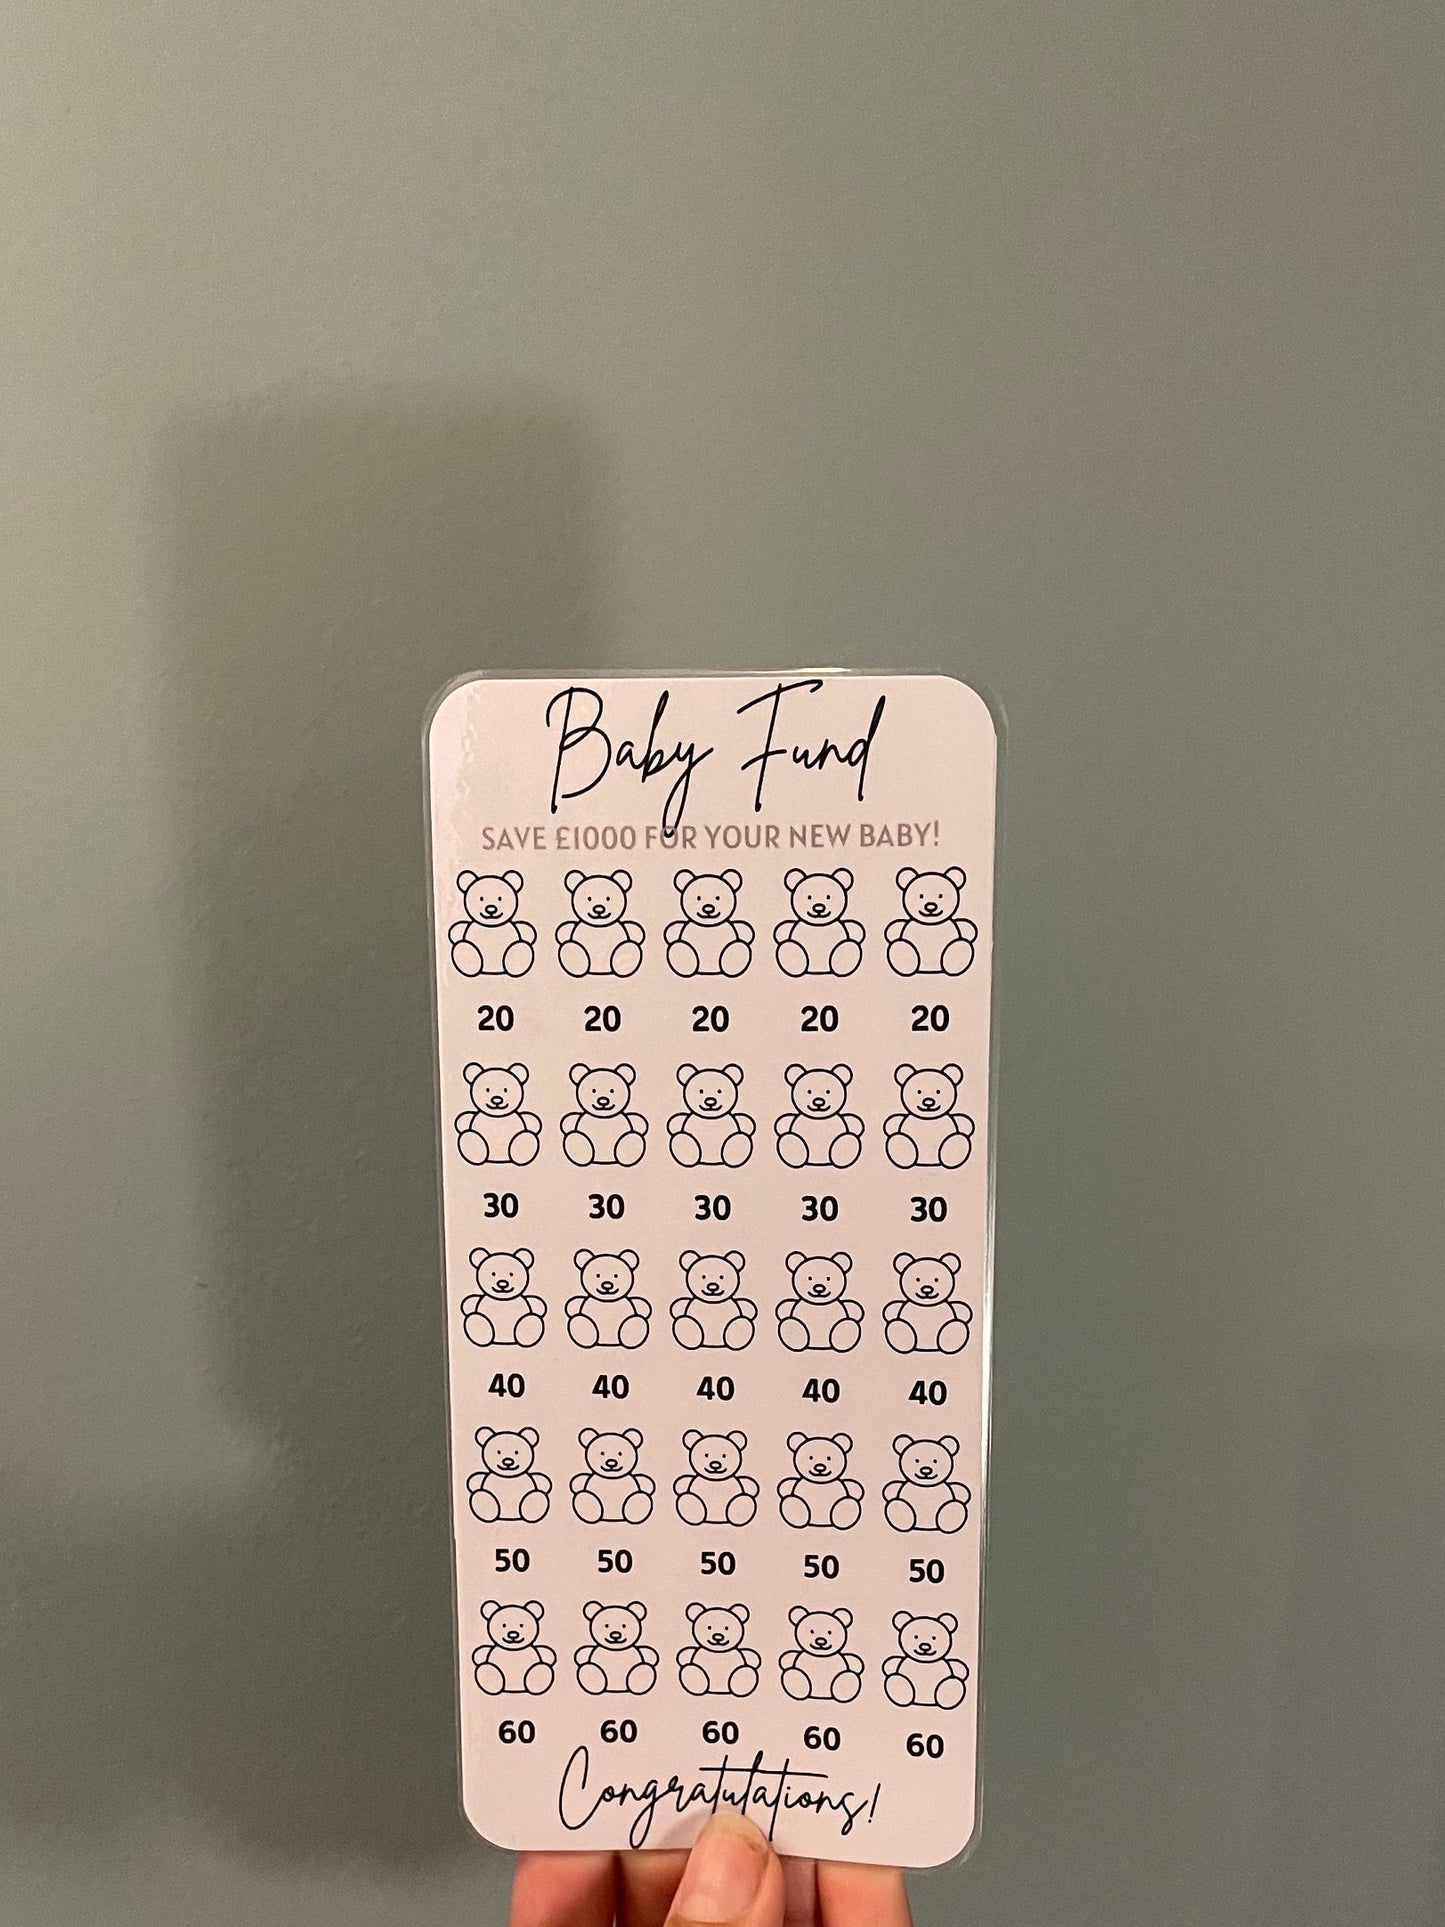 Baby Fund
SAVE £1000 FOR YOUR NEW BABY!
20 20 20 20 20
30 30 30 30 30
40 40 40 40 40
50 50 50 50 50
60 60 60 60 60
Congratulations!